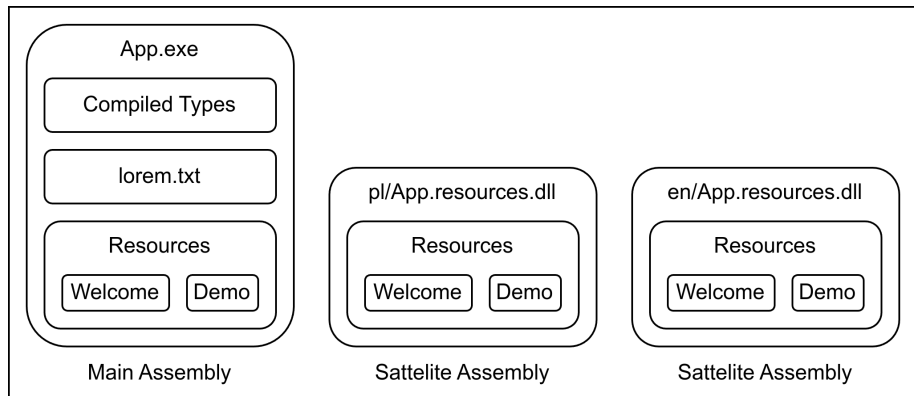 App.exe
Compiled Types
lorem.txt
Resources
Welcome Demo
Main Assembly
pl/App.resources.dll
Resources
Welcome Demo
Sattelite Assembly
en/App.resources.dll
Resources
Welcome Demo
Sattelite Assembly